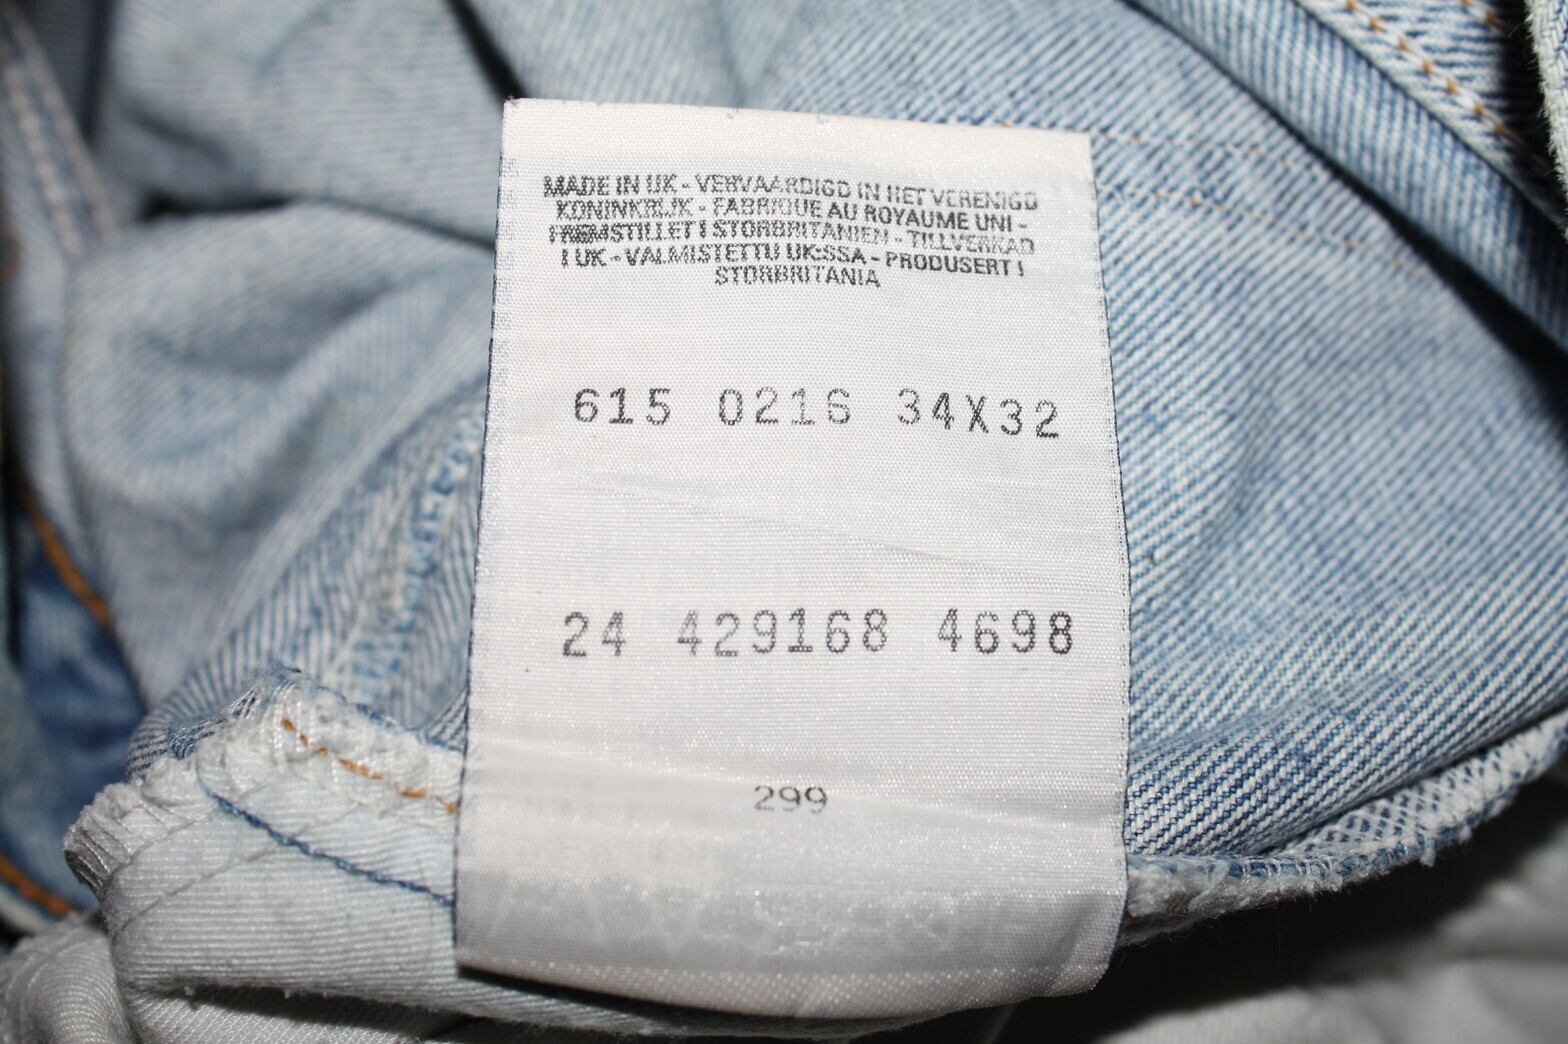 MADE IN UK - VERVAARDIGD IN HET VERENIGD
KONINKRIJK - FABRIQUE AU ROYAUME UNI -
FREMSTILLET I STORBRITANIEN - TILLVERKAD
I UK - VALMISTETTU UK:SSA - PRODUSERT I
STORBRITANIA
615 0216 34X32
24 429168 4698
299